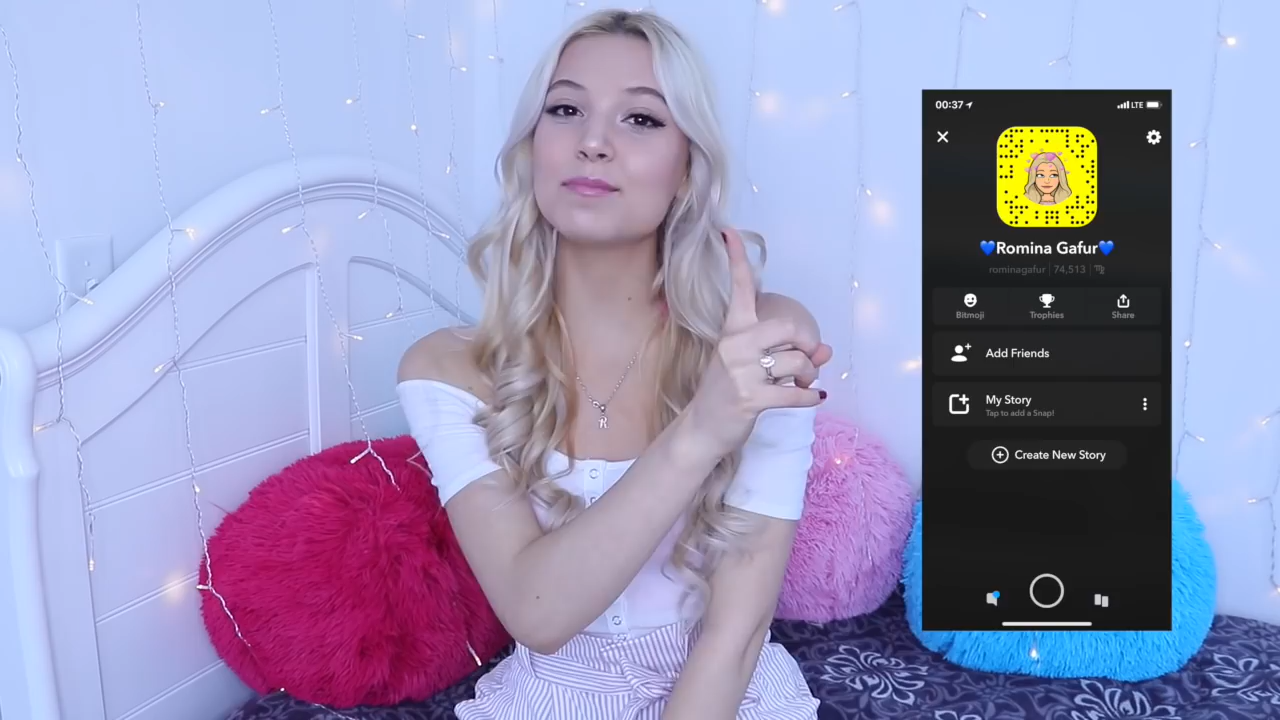 00:37
LTE
💙Romina Gafur💙
rominagafur | 74,513 | ♍
Bitmoji
Trophies
Share
Add Friends
My Story
Tap to add a Snap!
Create New Story
R